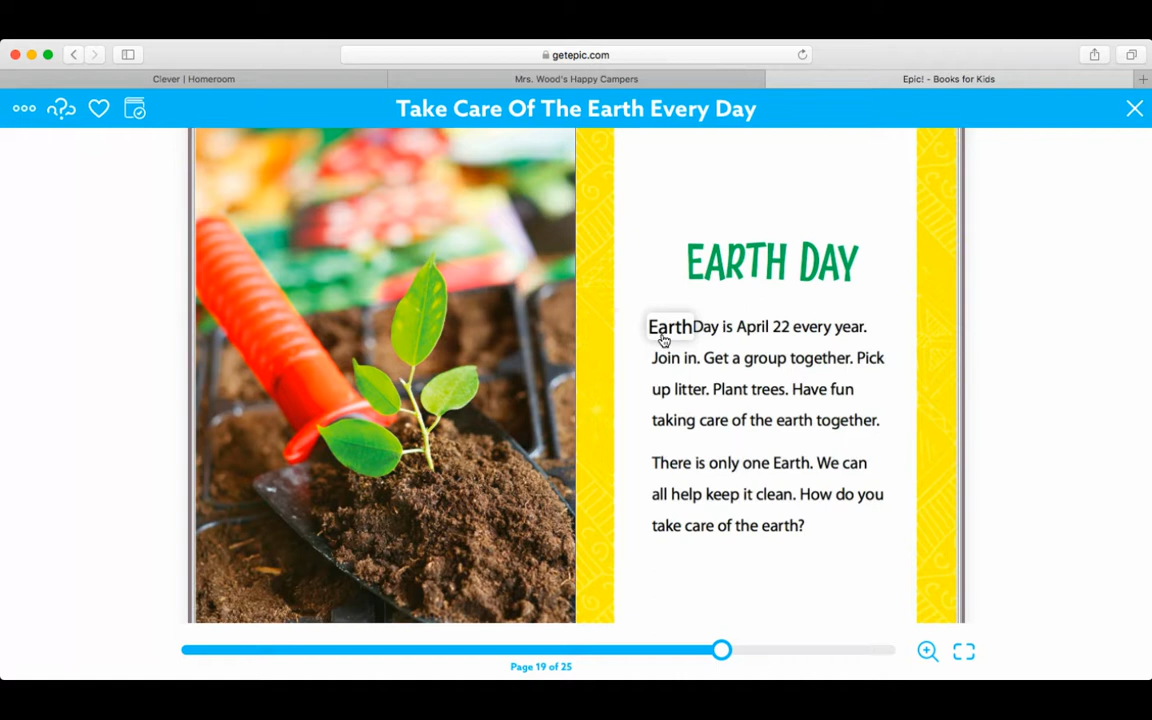 getepic.com
Clever | Homeroom
Mrs. Wood's Happy Campers
Epic! - Books for Kids
Take Care Of The Earth Every Day
EARTH DAY
Earth Day is April 22 every year.
Join in. Get a group together. Pick
up litter. Plant trees. Have fun
taking care of the earth together.
There is only one Earth. We can
all help keep it clean. How do you
take care of the earth?
Page 19 of 25